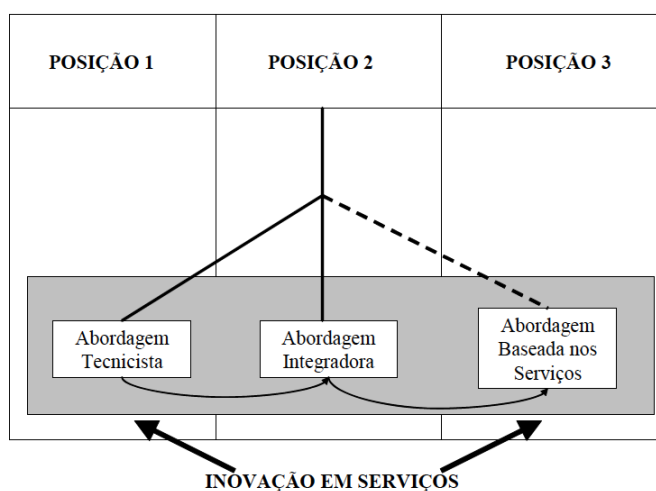 POSIÇÃO 1
POSIÇÃO 2
POSIÇÃO 3
Abordagem
Tecnicista
Abordagem
Integradora
Abordagem
Baseada nos
Serviços
INOVAÇÃO EM SERVIÇOS